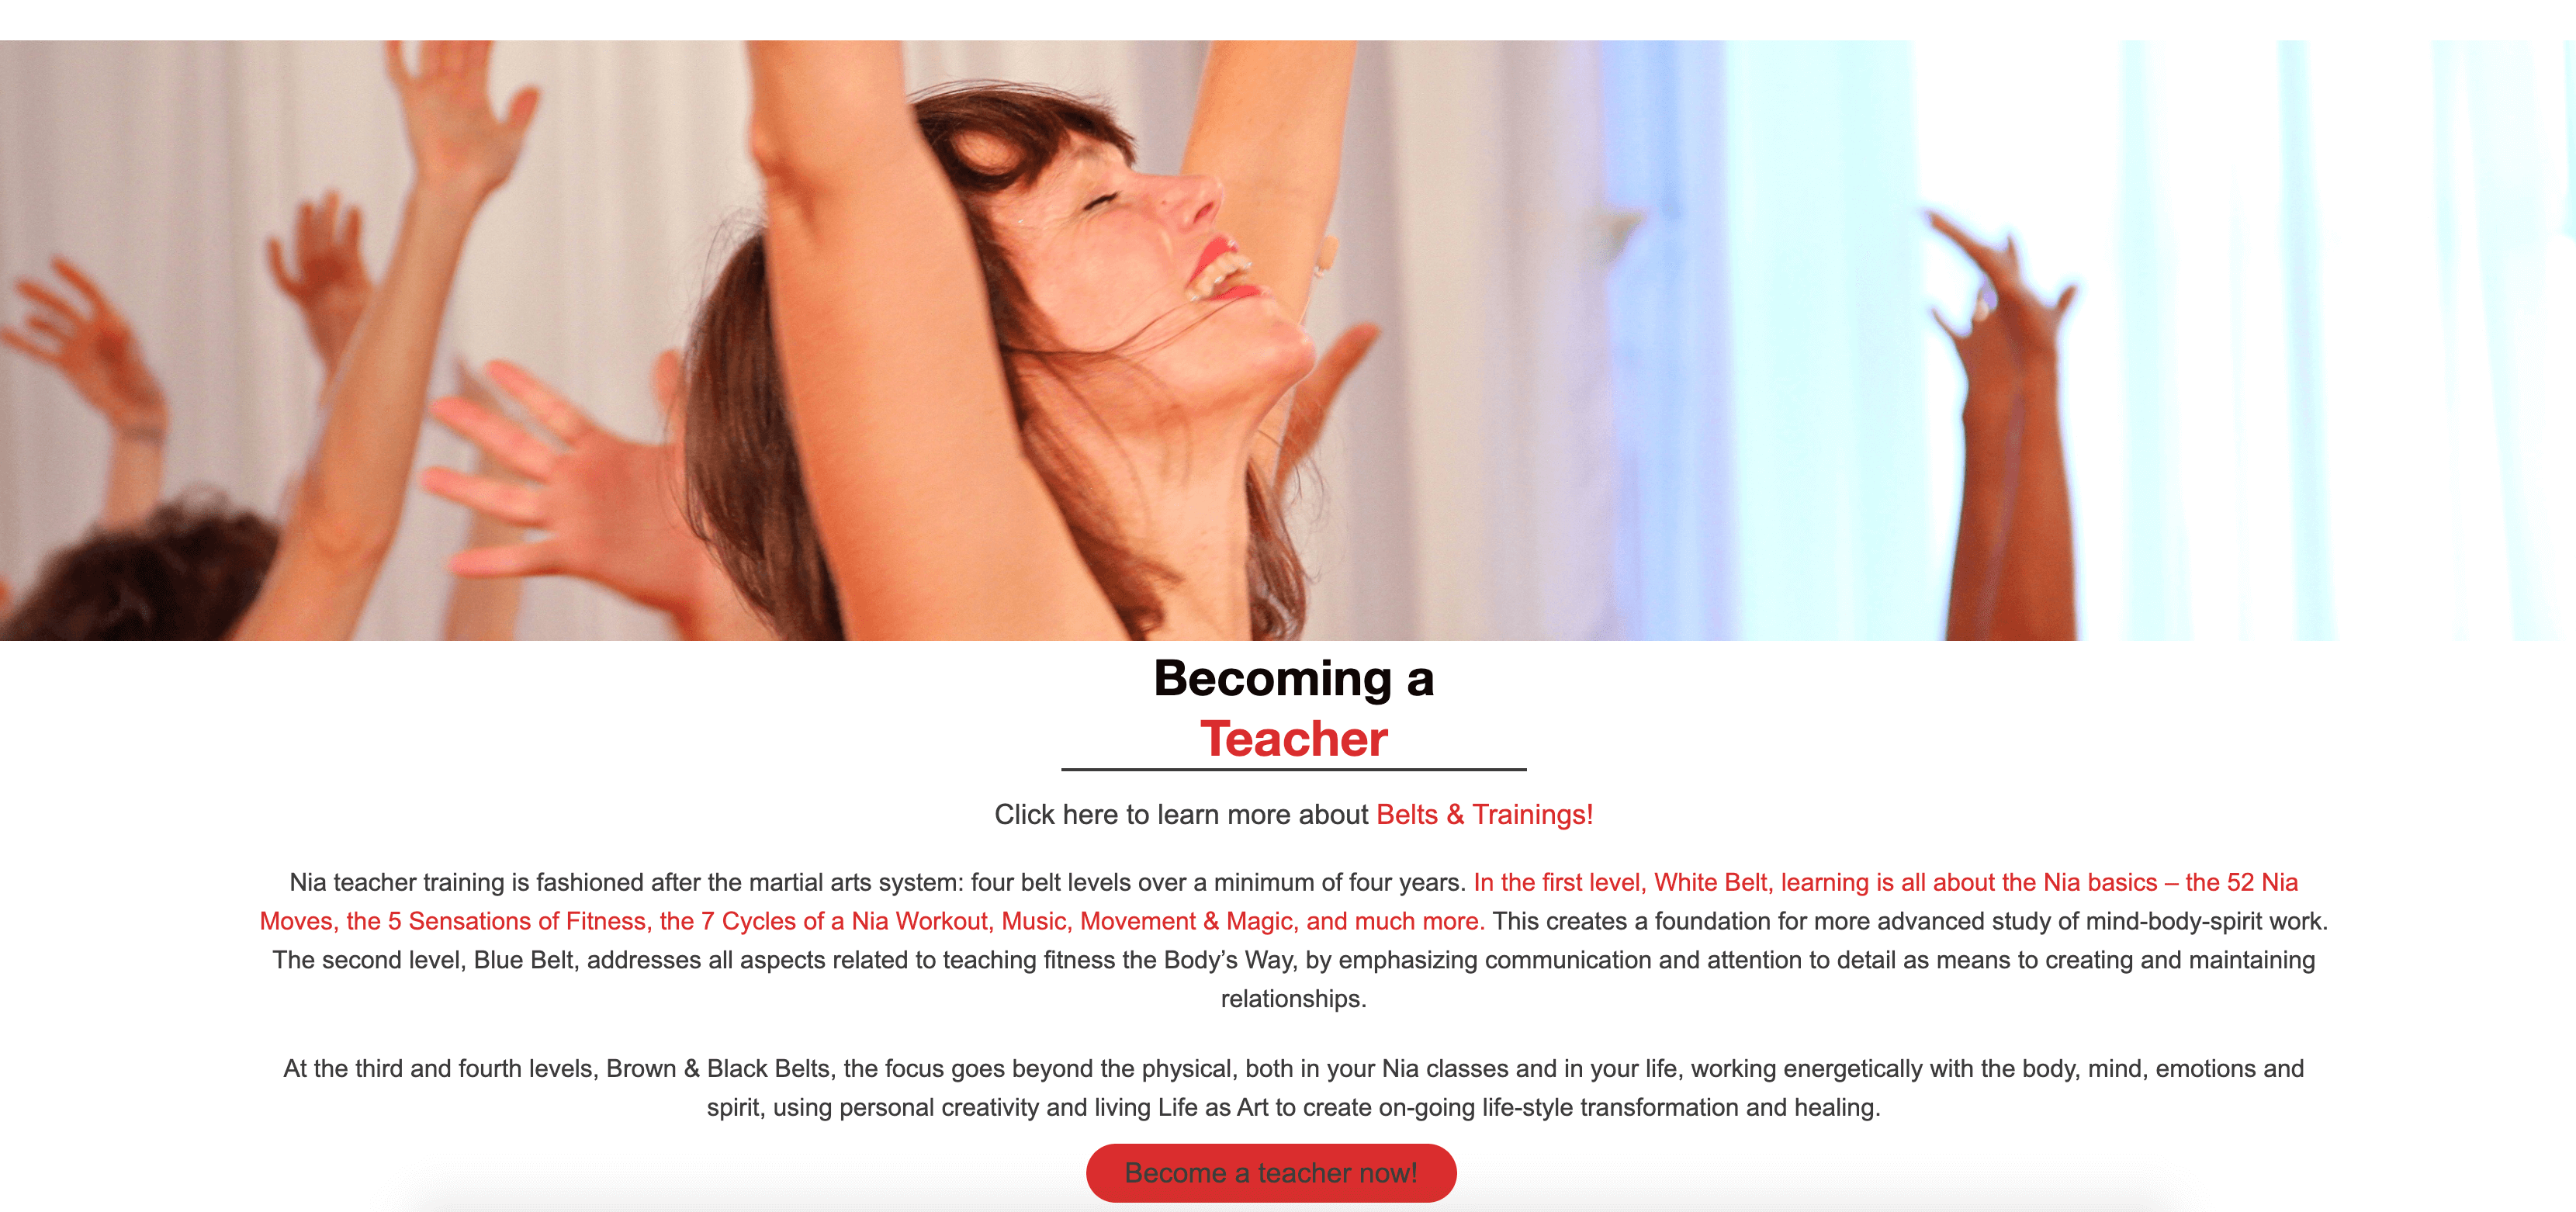 Becoming a
Teacher
Click here to learn more about Belts & Trainings!
Nia teacher training is fashioned after the martial arts system: four belt levels over a minimum of four years. In the first level, White Belt, learning is all about the Nia basics – the 52 Nia
Moves, the 5 Sensations of Fitness, the 7 Cycles of a Nia Workout, Music, Movement & Magic, and much more. This creates a foundation for more advanced study of mind-body-spirit work.
The second level, Blue Belt, addresses all aspects related to teaching fitness the Body’s Way, by emphasizing communication and attention to detail as means to creating and maintaining
relationships.
At the third and fourth levels, Brown & Black Belts, the focus goes beyond the physical, both in your Nia classes and in your life, working energetically with the body, mind, emotions and
spirit, using personal creativity and living Life as Art to create on-going life-style transformation and healing.
Become a teacher now!